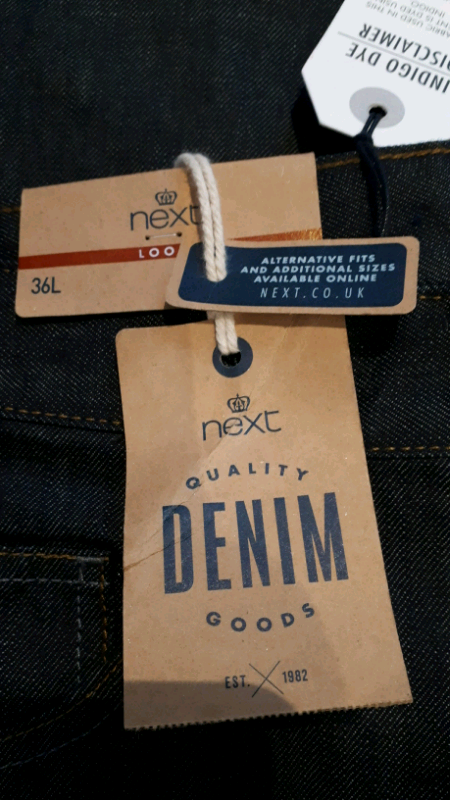 INDIGO DYE
DISCLAIMER
next
LOO
36L
ALTERNATIVE FITS
AND ADDITIONAL SIZES
AVAILABLE ONLINE
NEXT.CO.UK
next
QUALITY
DENIM
GOODS
EST. 1982